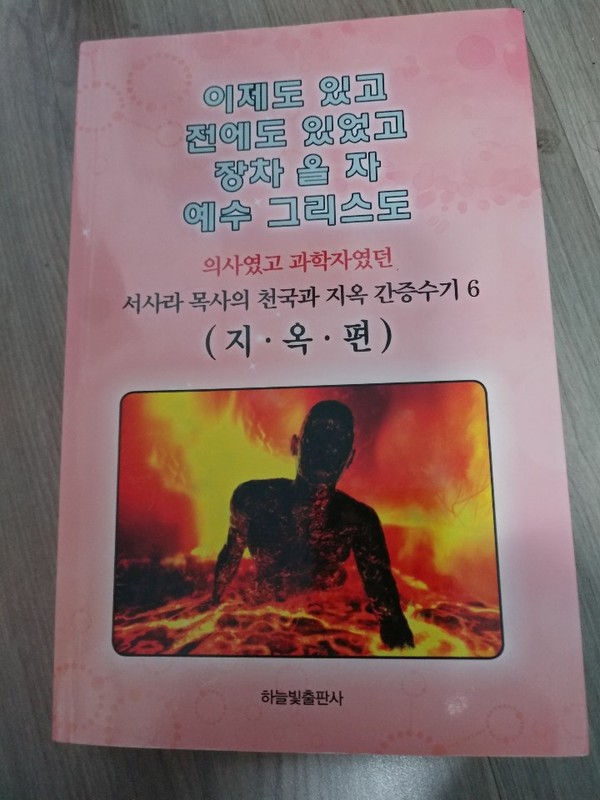 이제도 있고
전에도 있었고
장차 올 자
예수 그리스도
의사였고 과학자였던
서사라 목사의 천국과 지옥 간증수기 6
(지·옥·편)
하늘빛출판사